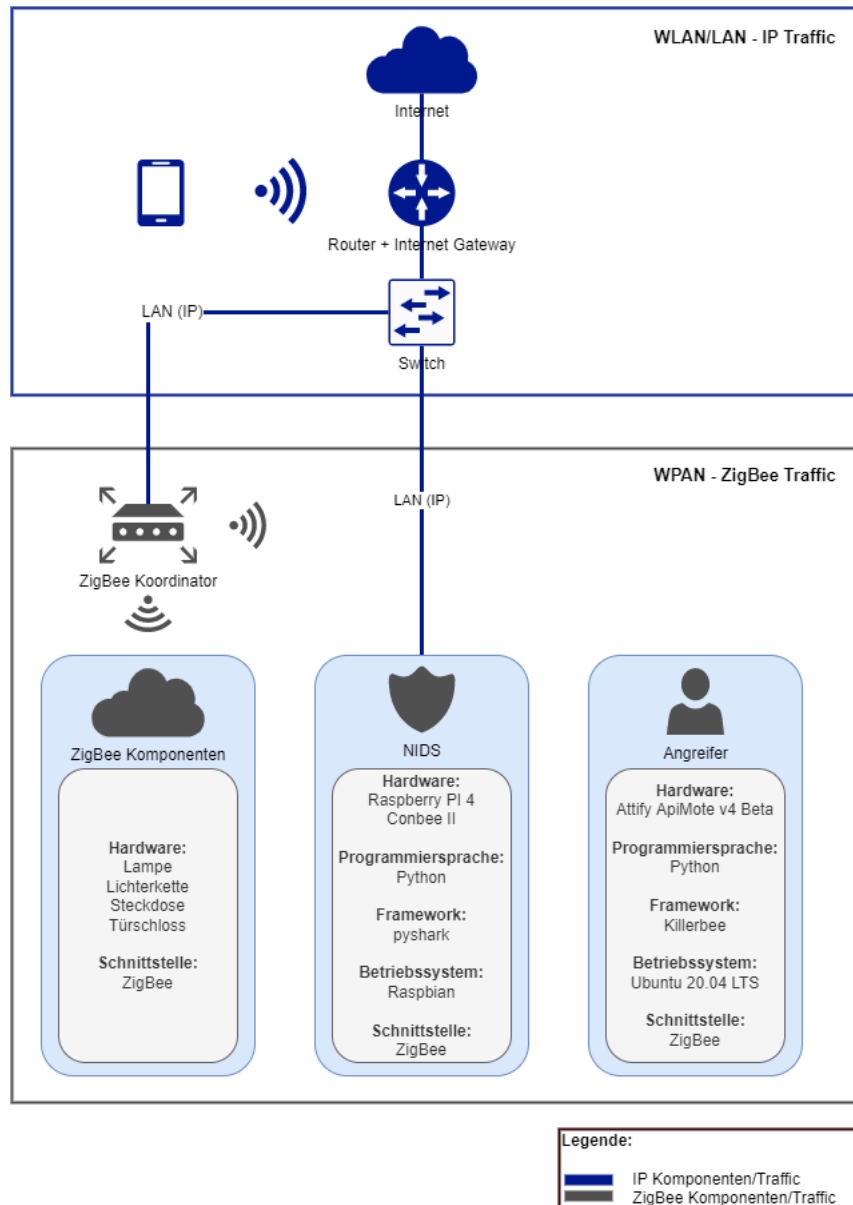 WLAN/LAN - IP Traffic
Internet
Router + Internet Gateway
LAN (IP)
Switch
WPAN - ZigBee Traffic
LAN (IP)
ZigBee Koordinator
ZigBee Komponenten
Hardware:
Lampe
Lichterkette
Steckdose
Türschloss
Schnittstelle:
ZigBee
NIDS
Hardware:
Raspberry PI 4
Conbee II
Programmiersprache:
Python
Framework:
pyshark
Betriebssystem:
Raspbian
Schnittstelle:
ZigBee
Angreifer
Hardware:
Attify ApiMote v4 Beta
Programmiersprache:
Python
Framework:
Killerbee
Betriebssystem:
Ubuntu 20.04 LTS
Schnittstelle:
ZigBee
Legende:
IP Komponenten/Traffic
ZigBee Komponenten/Traffic